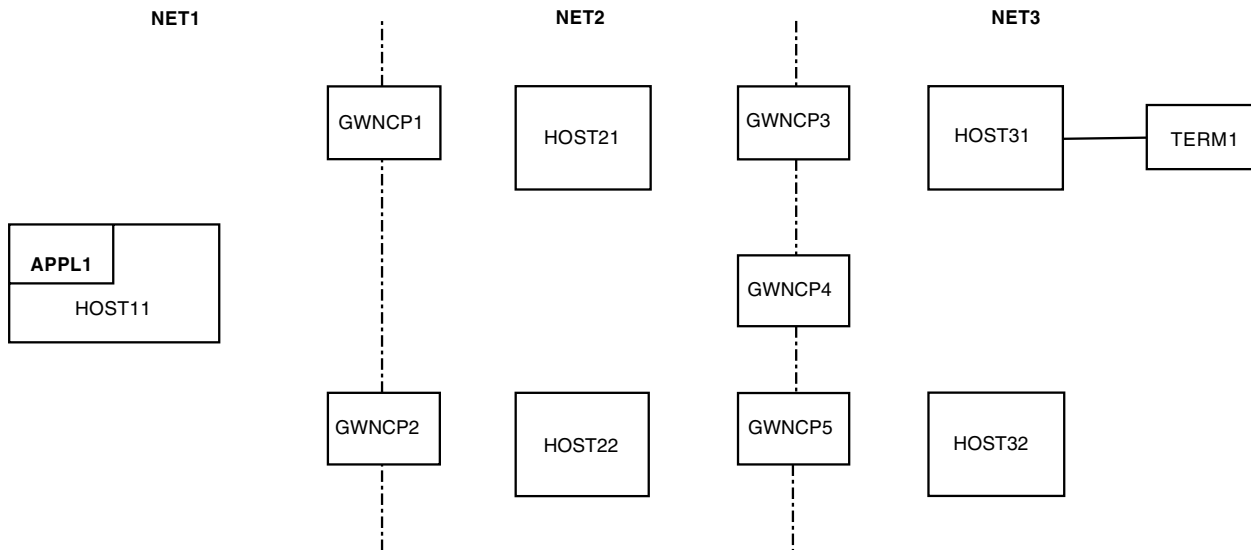 NET1
NET2
NET3
GWNCP1
HOST21
GWNCP3
HOST31
TERM1
APPL1
HOST11
GWNCP4
GWNCP2
HOST22
GWNCP5
HOST32